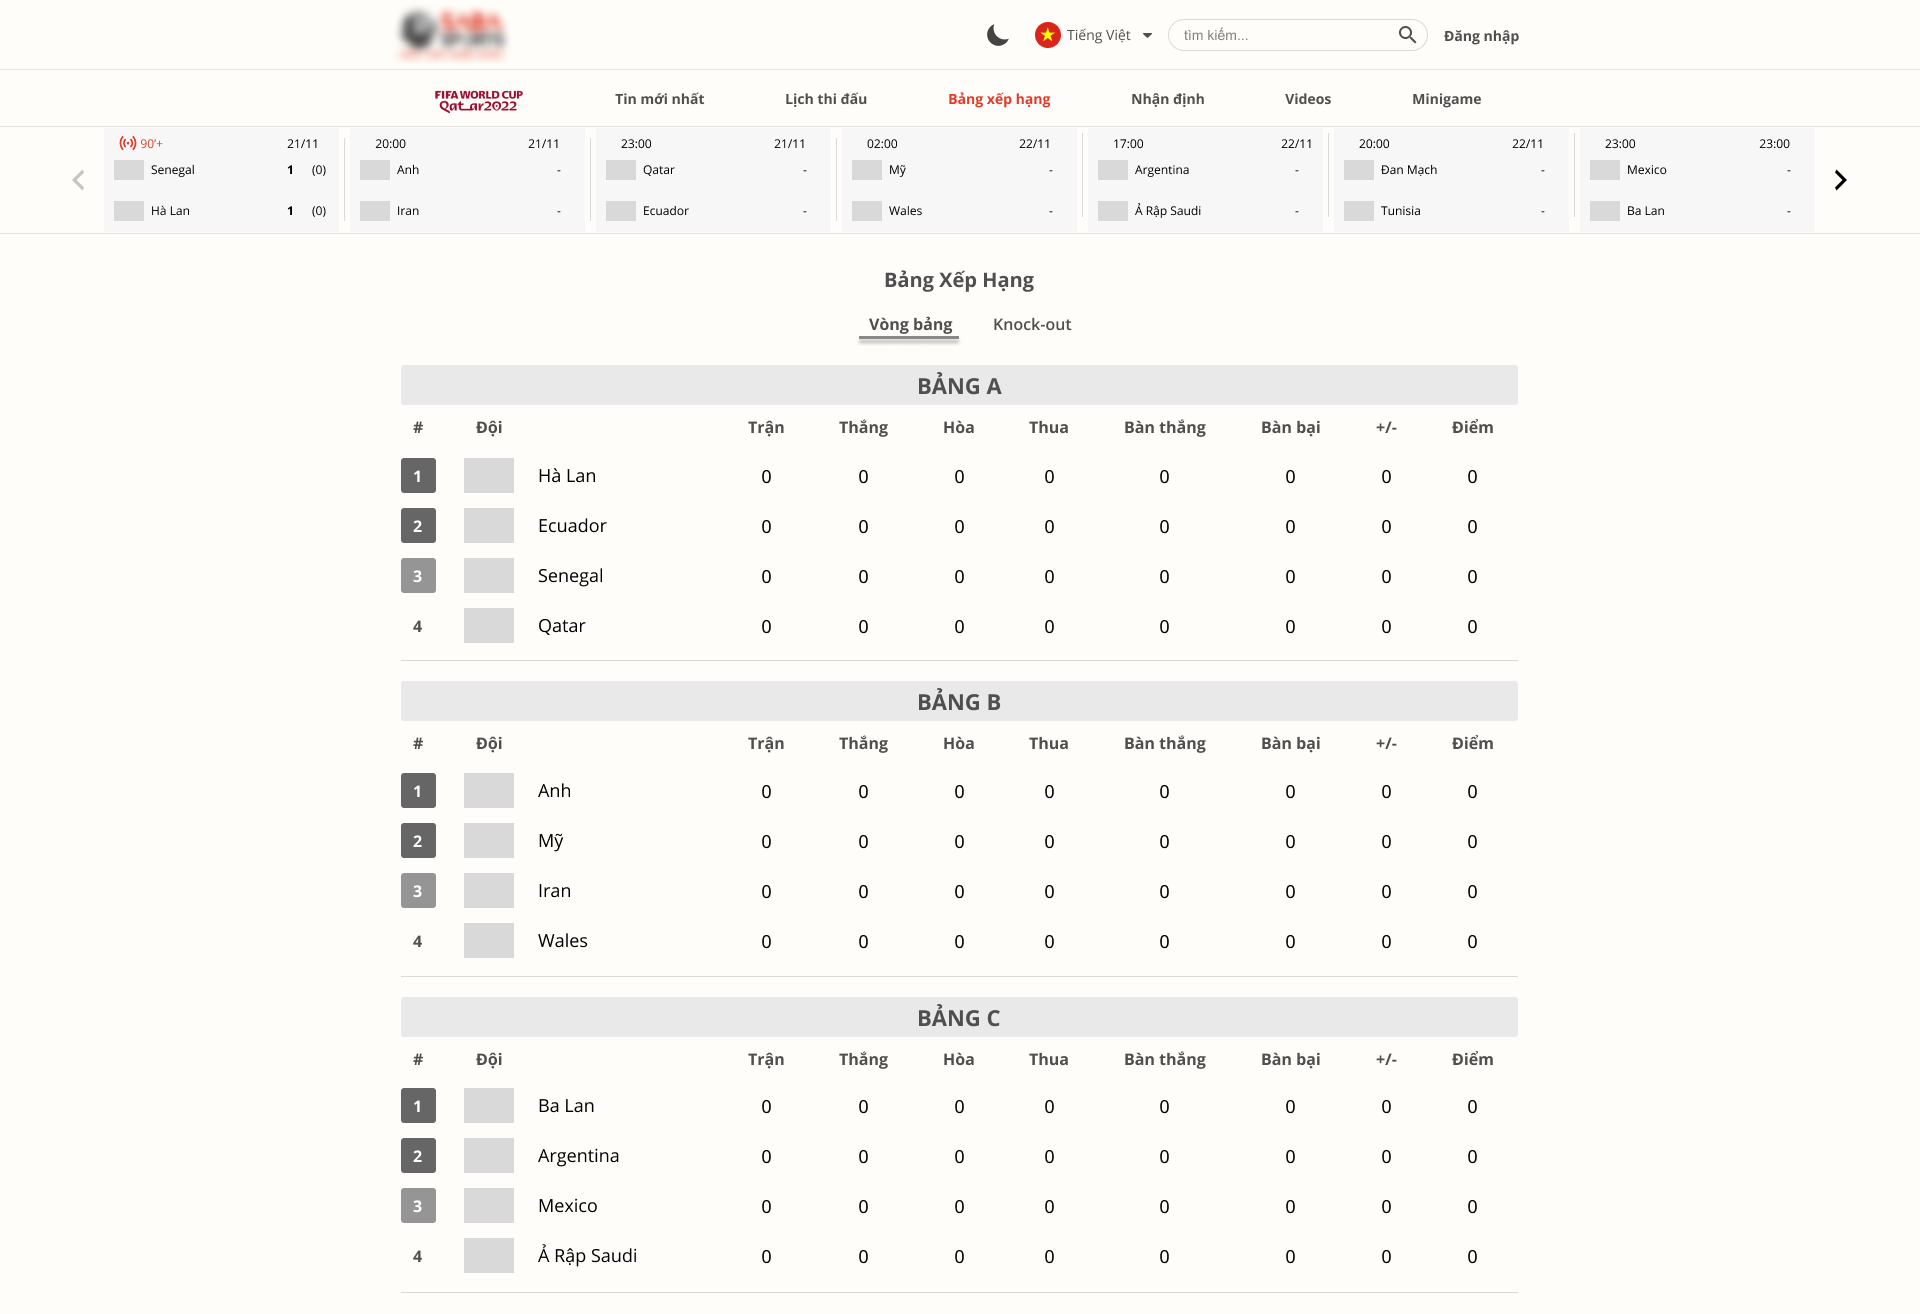 Tiếng Việt tìm kiếm... Đăng nhập
FIFA WORLD CUP
Qatar2022
Tin mới nhất Lịch thi đấu Bảng xếp hạng Nhận định Videos Minigame
90'+ 21/11 20:00 21/11 23:00 21/11 02:00 22/11 17:00 22/11 20:00 22/11 23:00 23:00
Senegal 1 (0) Anh - Qatar - Mỹ - Argentina - Đan Mạch - Mexico -
Hà Lan 1 (0) Iran - Ecuador - Wales - Ả Rập Saudi - Tunisia - Ba Lan -
Bảng Xếp Hạng
Vòng bảng Knock-out
BẢNG A
# Đội Trận Thắng Hòa Thua Bàn thắng Bàn bại +/- Điểm
1 Hà Lan 0 0 0 0 0 0 0 0
2 Ecuador 0 0 0 0 0 0 0 0
3 Senegal 0 0 0 0 0 0 0 0
4 Qatar 0 0 0 0 0 0 0 0
BẢNG B
# Đội Trận Thắng Hòa Thua Bàn thắng Bàn bại +/- Điểm
1 Anh 0 0 0 0 0 0 0 0
2 Mỹ 0 0 0 0 0 0 0 0
3 Iran 0 0 0 0 0 0 0 0
4 Wales 0 0 0 0 0 0 0 0
BẢNG C
# Đội Trận Thắng Hòa Thua Bàn thắng Bàn bại +/- Điểm
1 Ba Lan 0 0 0 0 0 0 0 0
2 Argentina 0 0 0 0 0 0 0 0
3 Mexico 0 0 0 0 0 0 0 0
4 Ả Rập Saudi 0 0 0 0 0 0 0 0